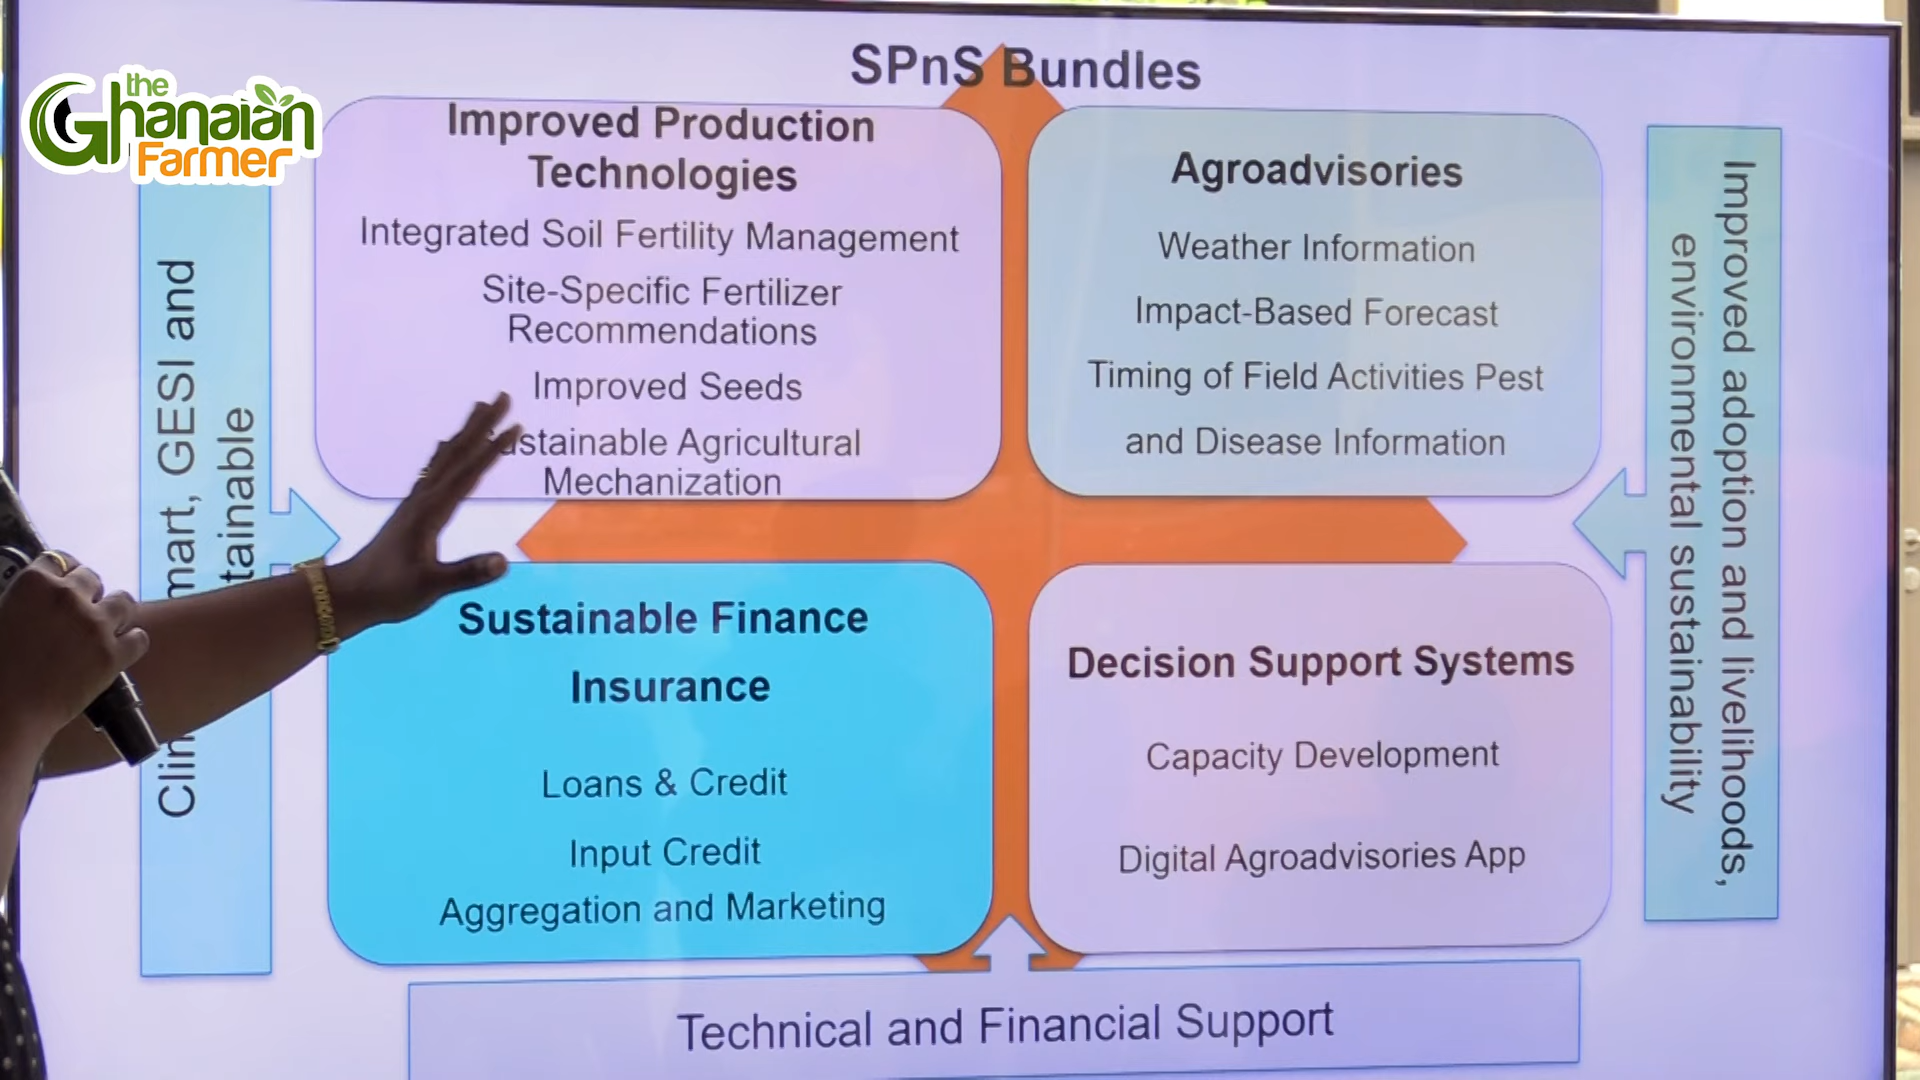 the
Ghanaian
Farmer
SPnS Bundles
Improved Production
Technologies
Integrated Soil Fertility Management
Site-Specific Fertilizer
Recommendations
Improved Seeds
Agricultural
Mechanization
Agroadvisories
Weather Information
Impact-Based Forecast
Timing of Field Activities Pest
and Disease Information
Sustainable Finance
Insurance
Loans & Credit
Input Credit
Aggregation and Marketing
Decision Support Systems
Capacity Development
Digital Agroadvisories App
GESI and
Improved adoption and livelihoods,
environmental sustainability
Technical and Financial Support